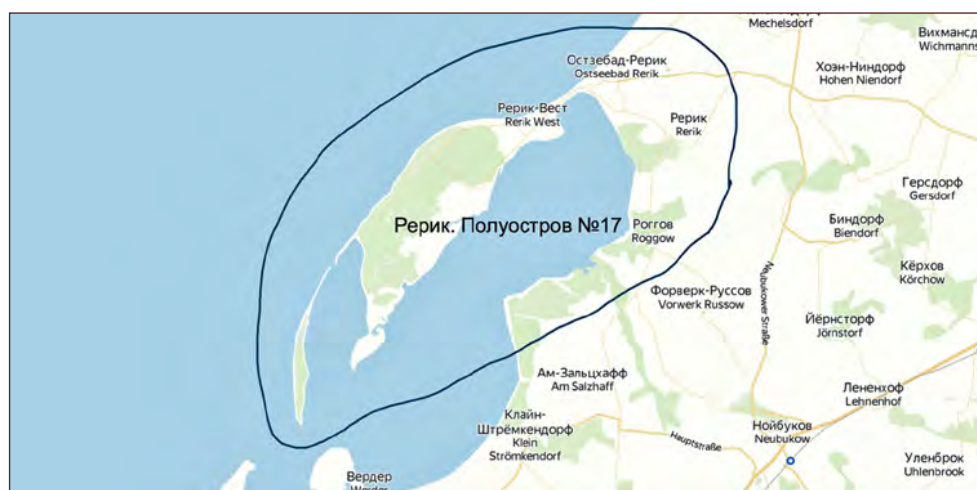 Mechelsdorf
Вихмансд
Wichmanns
Остзебад-Рерик
Ostseebad Rerik
Хоэн-Ниндорф
Hohen Niendorf
Рерик-Вест
Rerik West
Рерик
Rerik
Герсдорф
Gersdorf
Рерик. Полуостров №17
Роггов
Roggow
Биндорф
Biendorf
Кёрхов
Körchow
Форверк-Руссов
Vorwerk Russow
Neubukower Straße
Йёрнсторф
Jörnstorf
Ам-Зальцхафф
Am Salzhaff
Лененхоф
Lehnenhof
Клайн-
Штрёмкендорф
Klein
Strömkendorf
Нойбуков
Neubukow
Hauptstraße
Уленброк
Uhlenbrook
Вердер